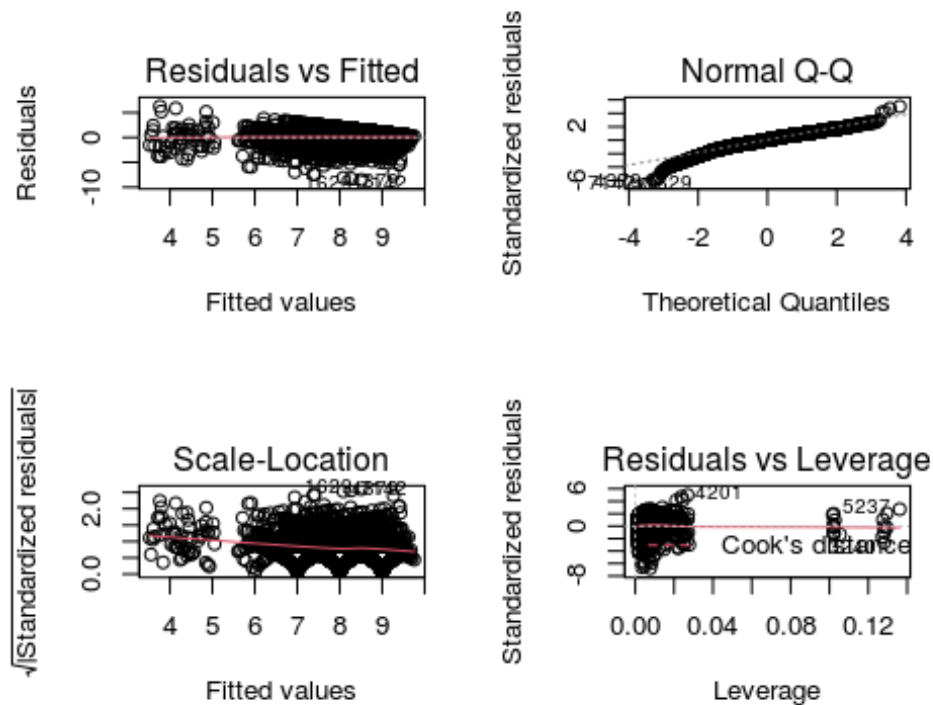 Residuals vs Fitted
Residuals
0
-10
4 5 6 7 8 9
Fitted values
Normal Q-Q
Standardized residuals
2
-6
-4 -2 0 2 4
Theoretical Quantiles
Scale-Location
√|Standardized residuals|
2.0
0.0
4 5 6 7 8 9
Fitted values
Residuals vs Leverage
Standardized residuals
6
0
-8
4201
5237
Cook's distance
0.00 0.04 0.08 0.12
Leverage